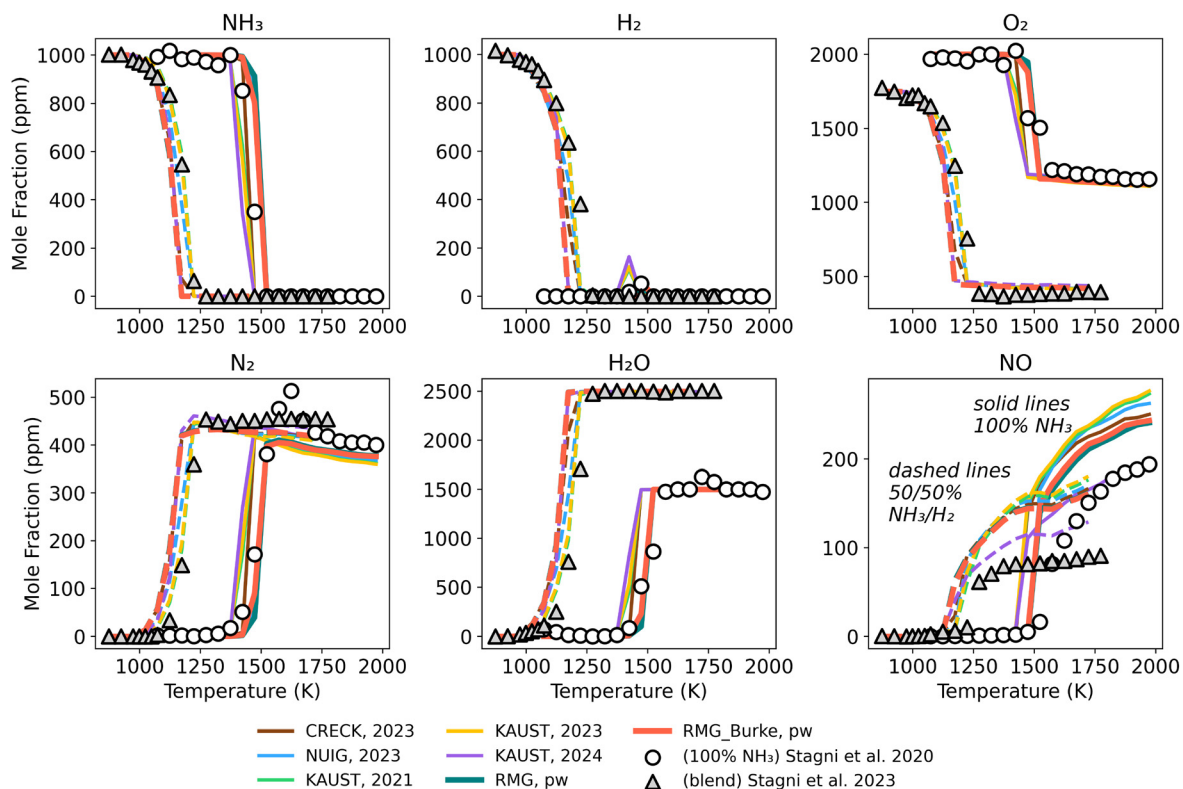 NH₃
H₂
O₂
Mole Fraction (ppm)
1000
800
600
400
200
0
1000 1250 1500 1750 2000
1000
800
600
400
200
0
1000 1250 1500 1750 2000
2000
1500
1000
500
1000 1250 1500 1750 2000
N₂
H₂O
NO
Mole Fraction (ppm)
500
400
300
200
100
0
1000 1250 1500 1750 2000
Temperature (K)
2500
2000
1500
1000
500
0
1000 1250 1500 1750 2000
Temperature (K)
200
100
0
solid lines
100% NH₃
dashed lines
50/50%
NH₃/H₂
1000 1250 1500 1750 2000
Temperature (K)
CRECK, 2023
NUIG, 2023
KAUST, 2021
KAUST, 2023
KAUST, 2024
RMG, pw
RMG_Burke, pw
(100% NH₃) Stagni et al. 2020
(blend) Stagni et al. 2023